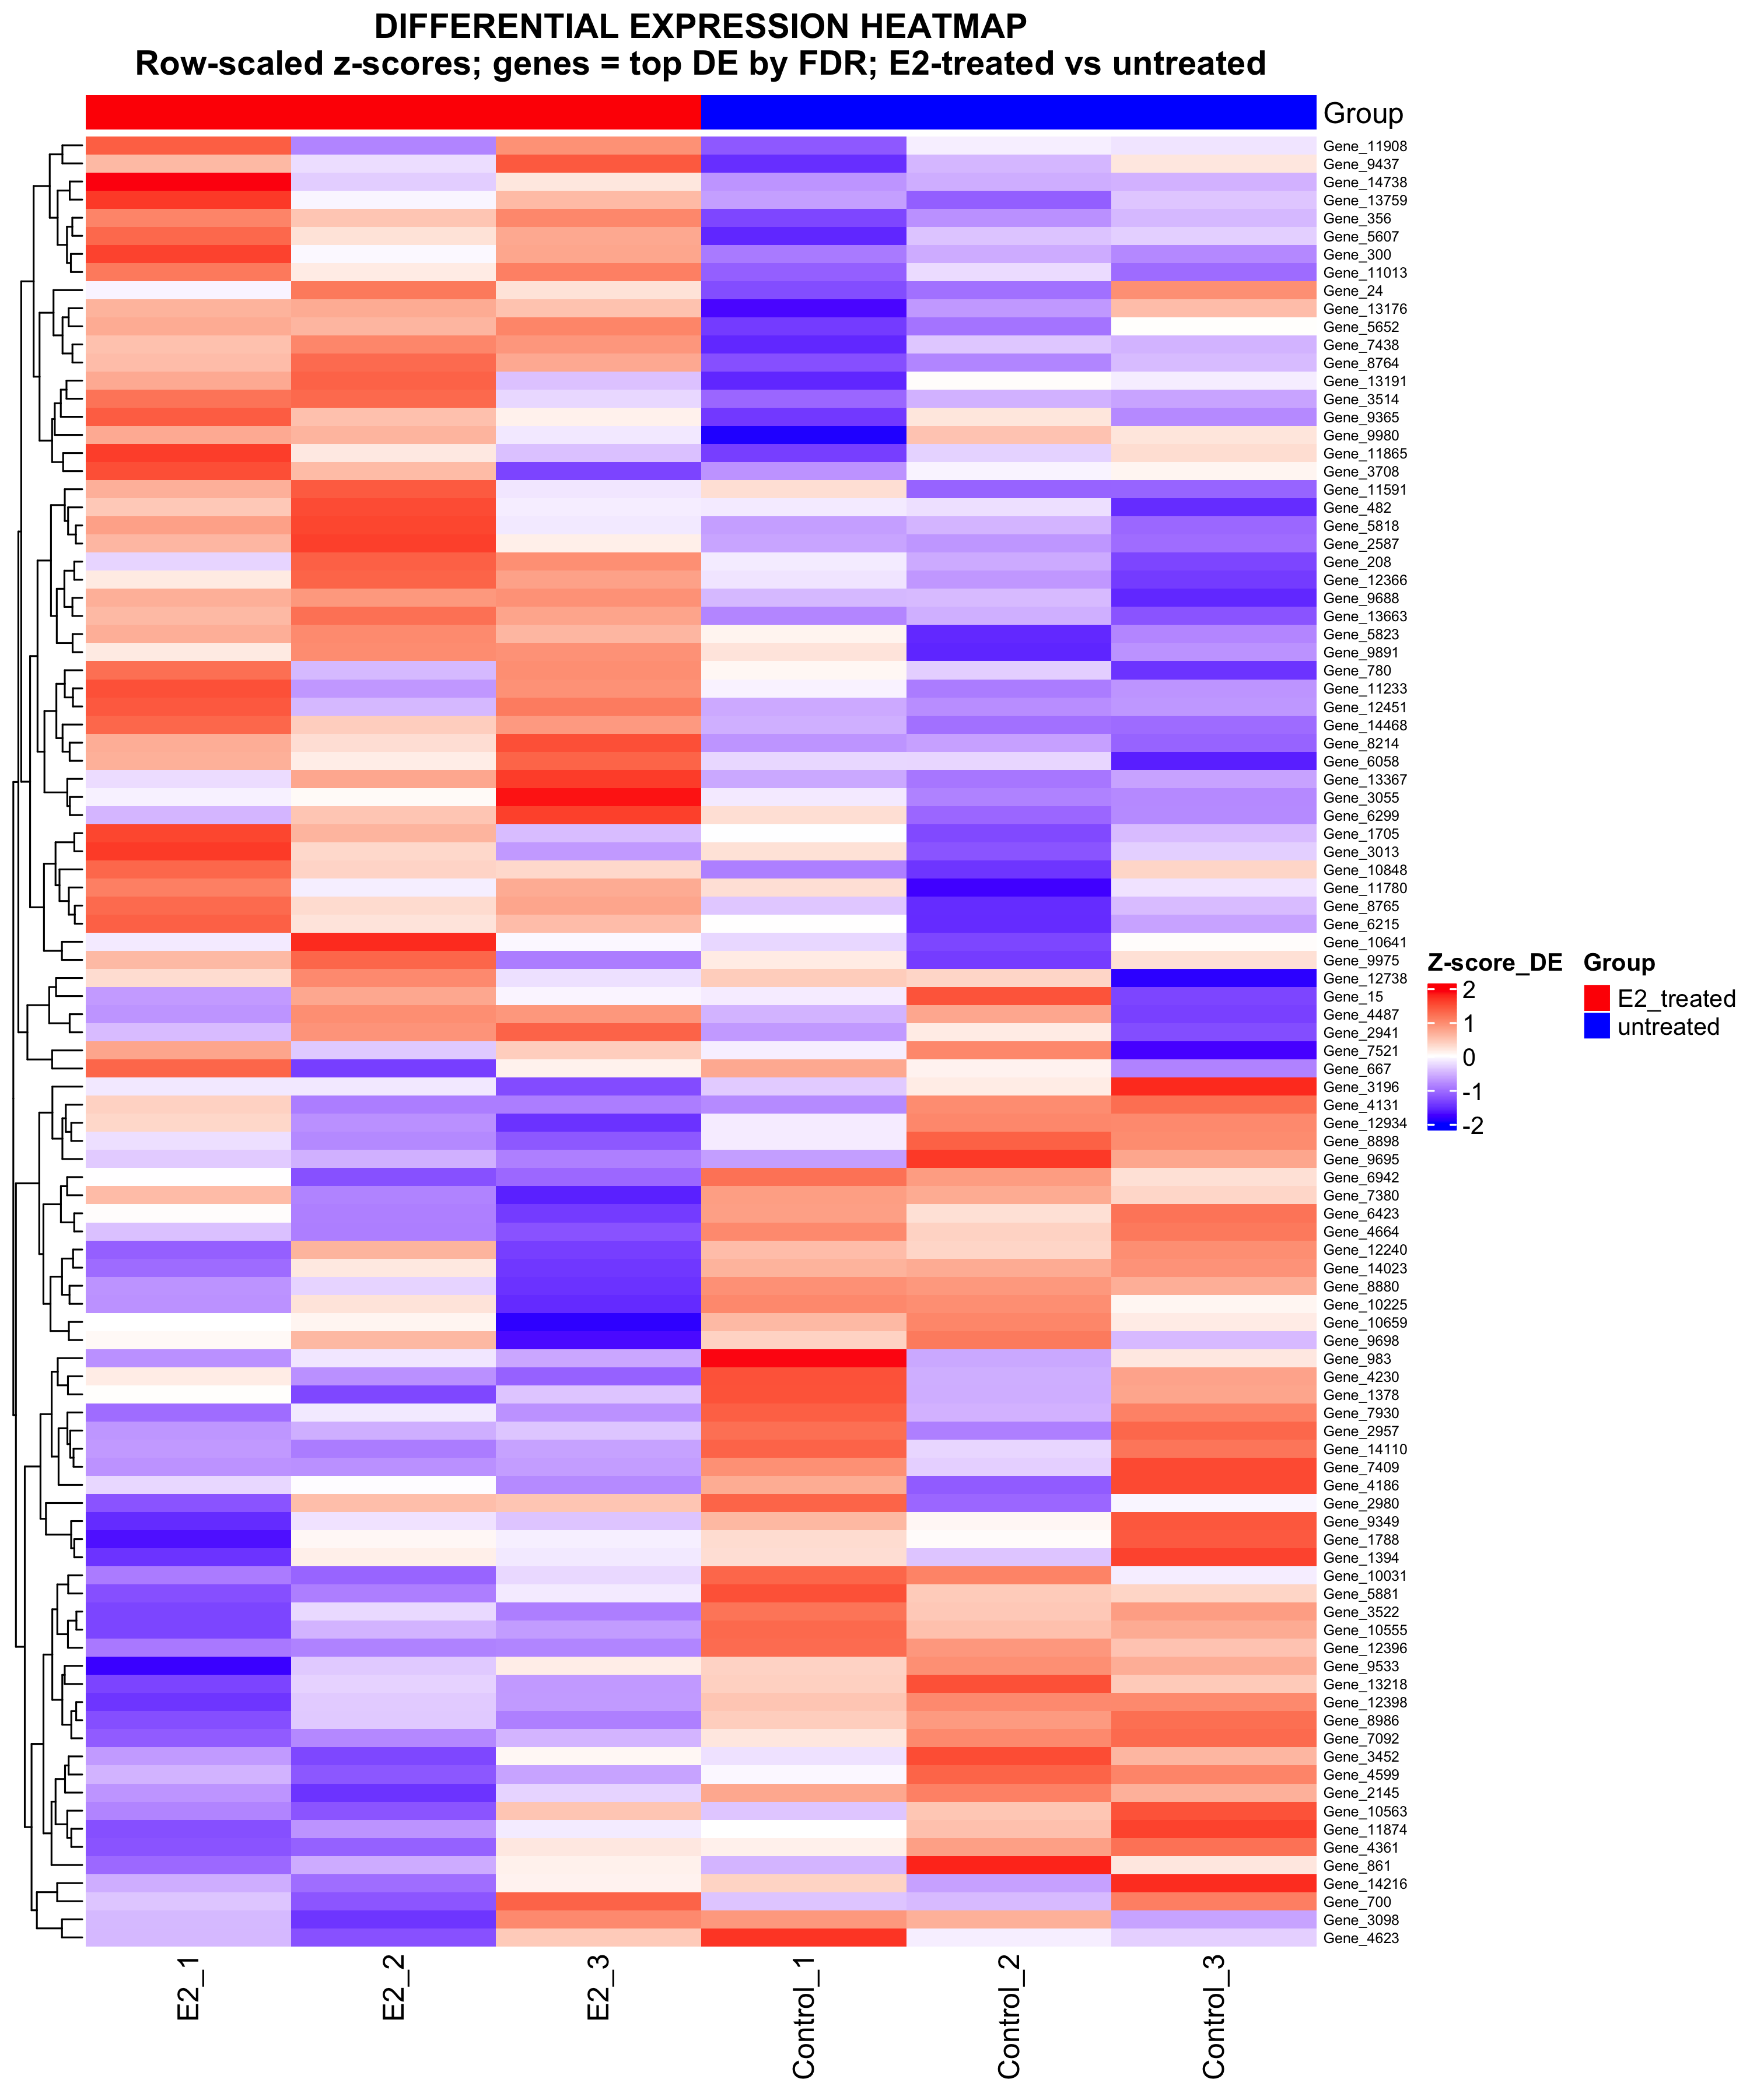 DIFFERENTIAL EXPRESSION HEATMAP
Row-scaled z-scores; genes = top DE by FDR; E2-treated vs untreated
Group
Gene_11908
Gene_9437
Gene_14738
Gene_13759
Gene_356
Gene_5607
Gene_300
Gene_11013
Gene_24
Gene_13176
Gene_5652
Gene_7438
Gene_8764
Gene_13191
Gene_3514
Gene_9365
Gene_9980
Gene_11865
Gene_3708
Gene_11591
Gene_482
Gene_5818
Gene_2587
Gene_208
Gene_12366
Gene_9688
Gene_13663
Gene_5823
Gene_9891
Gene_780
Gene_11233
Gene_12451
Gene_14468
Gene_8214
Gene_6058
Gene_13367
Gene_3055
Gene_6299
Gene_1705
Gene_3013
Gene_10848
Gene_11780
Gene_8765
Gene_6215
Gene_10641
Gene_9975
Gene_12738
Gene_15
Gene_4487
Gene_2941
Gene_7521
Gene_667
Gene_3196
Gene_4131
Gene_12934
Gene_8898
Gene_9695
Gene_6942
Gene_7380
Gene_6423
Gene_4664
Gene_12240
Gene_14023
Gene_8880
Gene_10225
Gene_10659
Gene_9698
Gene_983
Gene_4230
Gene_1378
Gene_7930
Gene_2957
Gene_14110
Gene_7409
Gene_4186
Gene_2980
Gene_9349
Gene_1788
Gene_1394
Gene_10031
Gene_5881
Gene_3522
Gene_10555
Gene_12396
Gene_9533
Gene_13218
Gene_12398
Gene_8986
Gene_7092
Gene_3452
Gene_4599
Gene_2145
Gene_10563
Gene_11874
Gene_4361
Gene_861
Gene_14216
Gene_700
Gene_3098
Gene_4623
E2_1
E2_2
E2_3
Control_1
Control_2
Control_3
Z-score_DE
2
1
0
-1
-2
Group
E2_treated
untreated